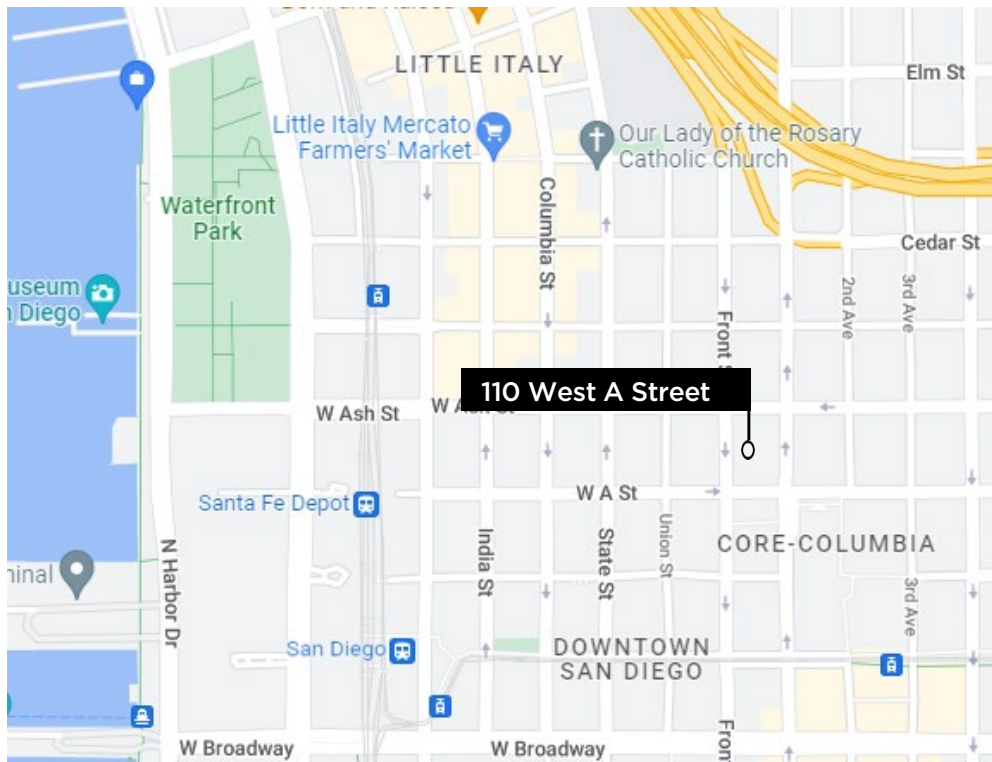 LITTLE ITALY
Elm St
Little Italy Mercato
Farmers' Market
Our Lady of the Rosary
Catholic Church
Waterfront
Park
Columbia St
Cedar St
useum
n Diego
2nd Ave
3rd Ave
Front S
110 West A Street
W Ash St
W Ash St
W A St
Santa Fe Depot
Union St
India St
State St
CORE-COLUMBIA
N Harbor Dr
minal
3rd Ave
San Diego
DOWNTOWN
SAN DIEGO
W Broadway
W Broadway
Front